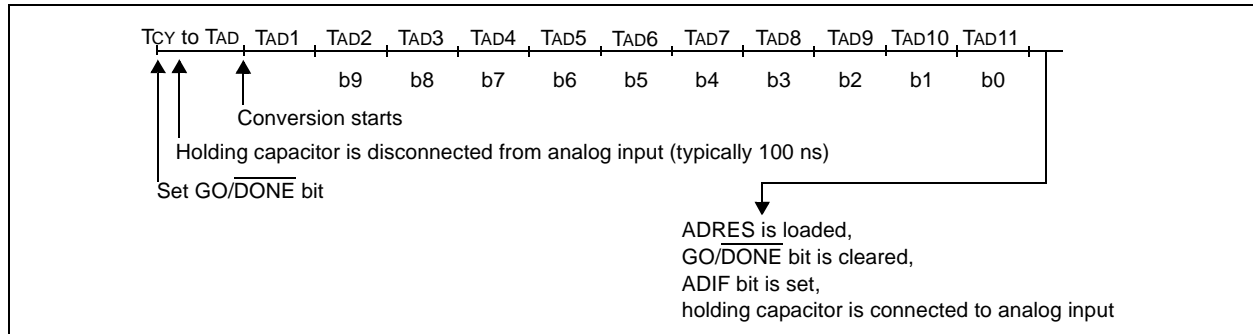 TCY to TAD TAD1 TAD2 TAD3 TAD4 TAD5 TAD6 TAD7 TAD8 TAD9 TAD10 TAD11
b9 b8 b7 b6 b5 b4 b3 b2 b1 b0
Conversion starts
Holding capacitor is disconnected from analog input (typically 100 ns)
Set GO/DONE bit
ADRES is loaded,
GO/DONE bit is cleared,
ADIF bit is set,
holding capacitor is connected to analog input